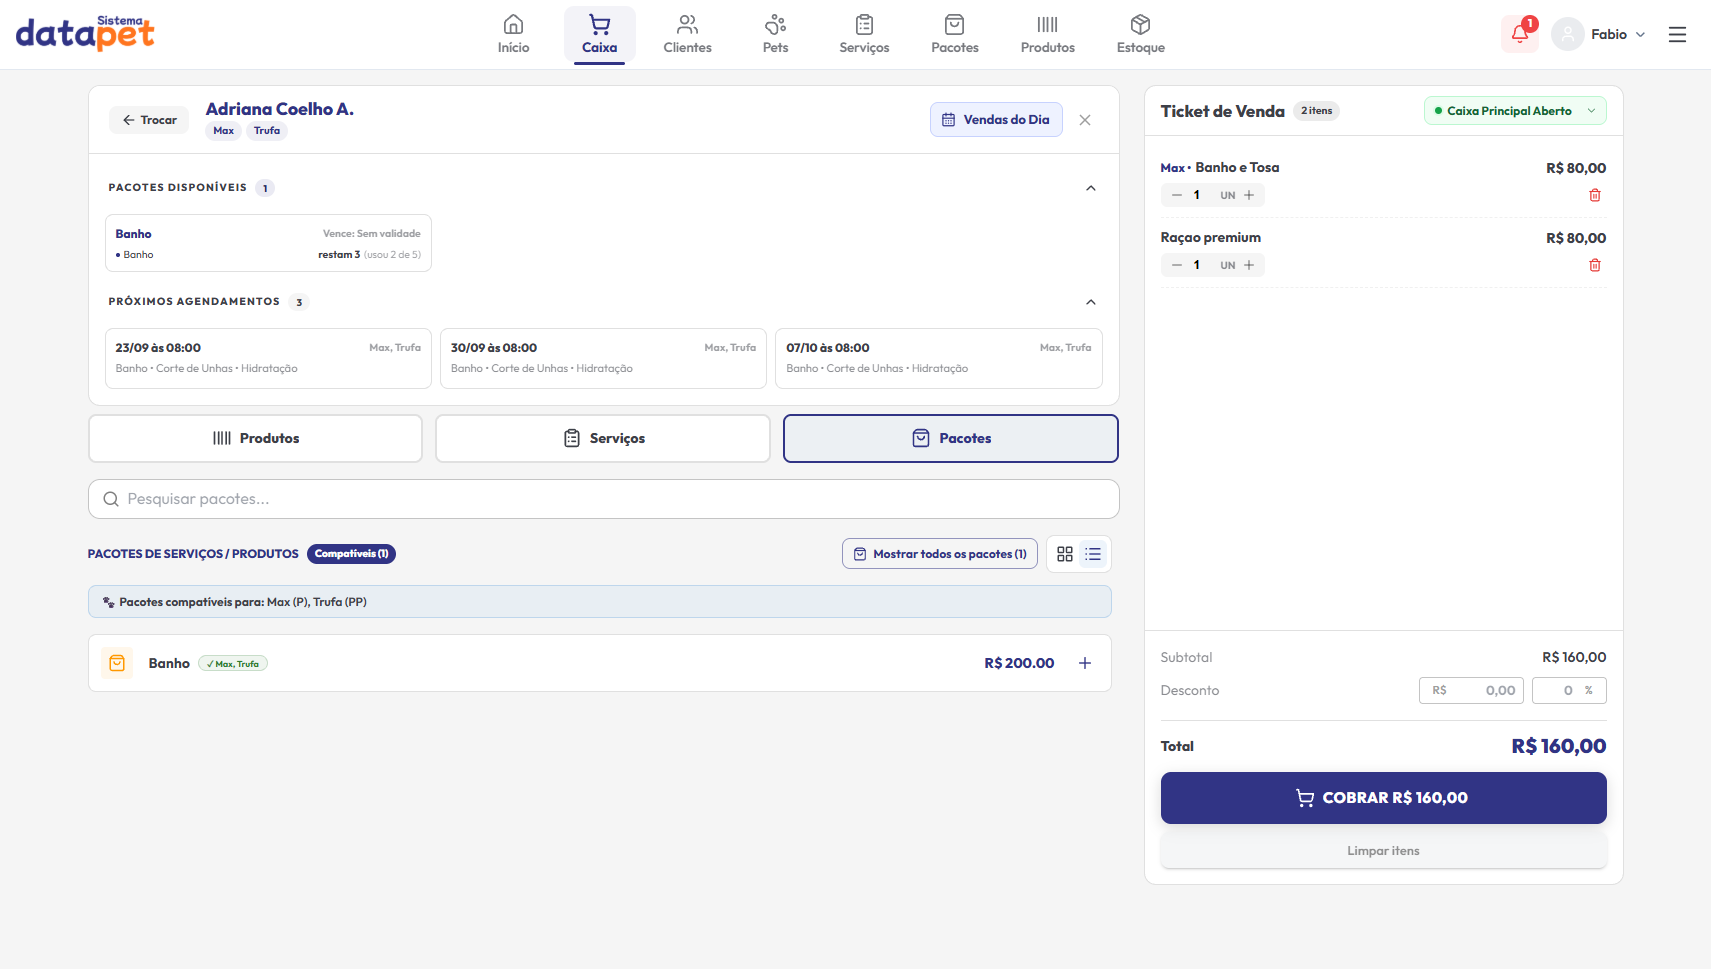 Sistema
datapet
Início
Caixa
Clientes
Pets
Serviços
Pacotes
Produtos
Estoque
1
Fabio
Trocar
Adriana Coelho A.
Max
Trufa
Vendas do Dia
PACOTES DISPONÍVEIS 1
Banho
Vence: Sem validade
• Banho
restam 3 (usou 2 de 5)
PRÓXIMOS AGENDAMENTOS 3
23/09 às 08:00
Max, Trufa
Banho • Corte de Unhas • Hidratação
30/09 às 08:00
Max, Trufa
Banho • Corte de Unhas • Hidratação
07/10 às 08:00
Max, Trufa
Banho • Corte de Unhas • Hidratação
Produtos
Serviços
Pacotes
Pesquisar pacotes...
PACOTES DE SERVIÇOS / PRODUTOS
Compatíveis (1)
Mostrar todos os pacotes (1)
Pacotes compatíveis para: Max (P), Trufa (PP)
Banho
✓ Max, Trufa
R$ 200.00
Ticket de Venda
2 itens
Caixa Principal Aberto
Max • Banho e Tosa
R$ 80,00
1 UN
Raçao premium
R$ 80,00
1 UN
Subtotal
R$ 160,00
Desconto
R$ 0,00
0 %
Total
R$ 160,00
COBRAR R$ 160,00
Limpar itens